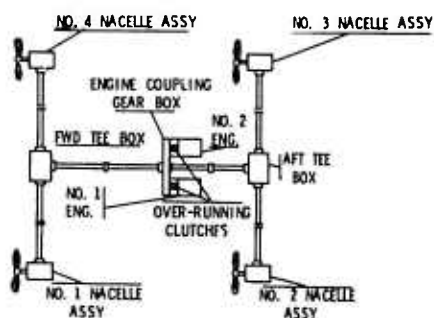 NO. 4 NACELLE ASSY
NO. 3 NACELLE ASSY
ENGINE COUPLING
GEAR BOX
NO. 2
ENG.
FWD TEE BOX
AFT TEE
BOX
NO. 1
ENG.
OVER-RUNNING
CLUTCHES
NO. 1 NACELLE
ASSY
NO. 2 NACELLE
ASSY